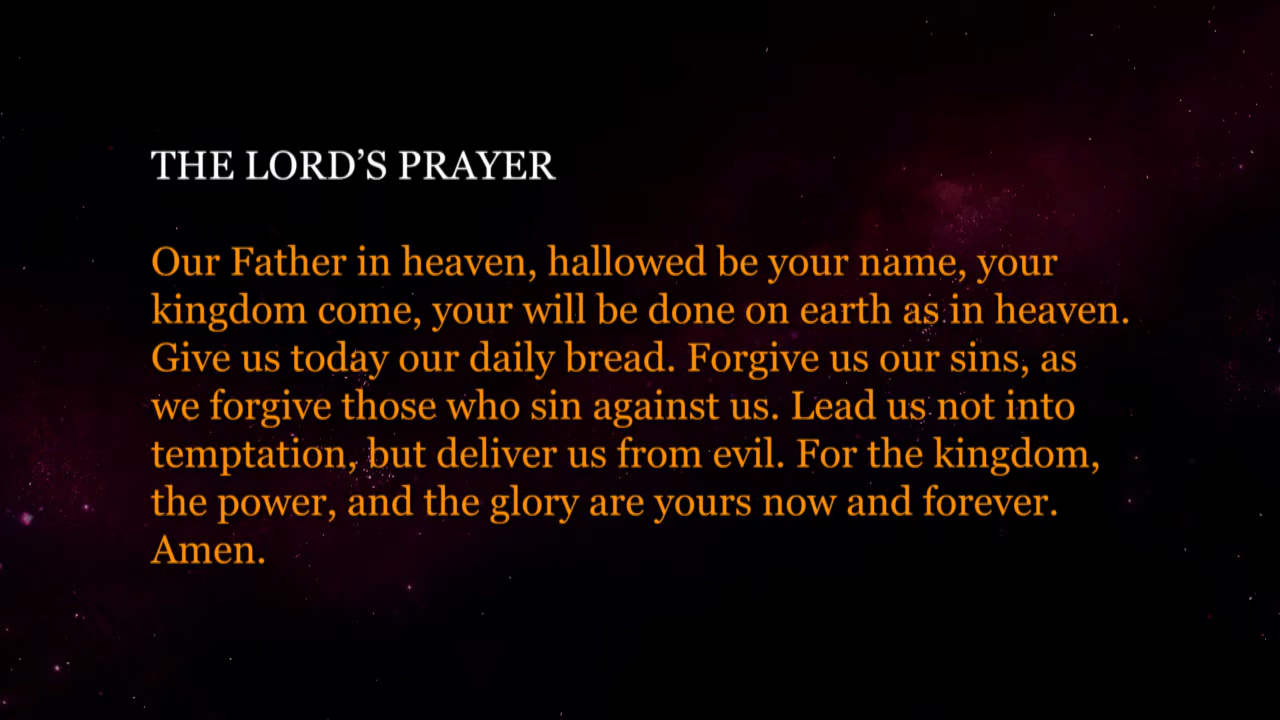 THE LORD’S PRAYER
Our Father in heaven, hallowed be your name, your
kingdom come, your will be done on earth as in heaven.
Give us today our daily bread. Forgive us our sins, as
we forgive those who sin against us. Lead us not into
temptation, but deliver us from evil. For the kingdom,
the power, and the glory are yours now and forever.
Amen.